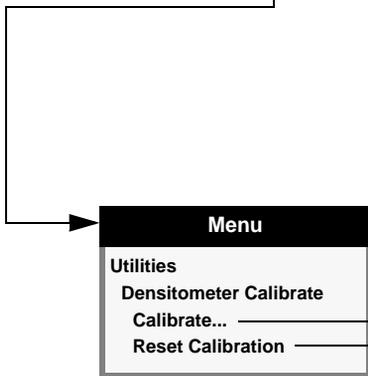 Menu
Utilities
Densitometer Calibrate
Calibrate...
Reset Calibration